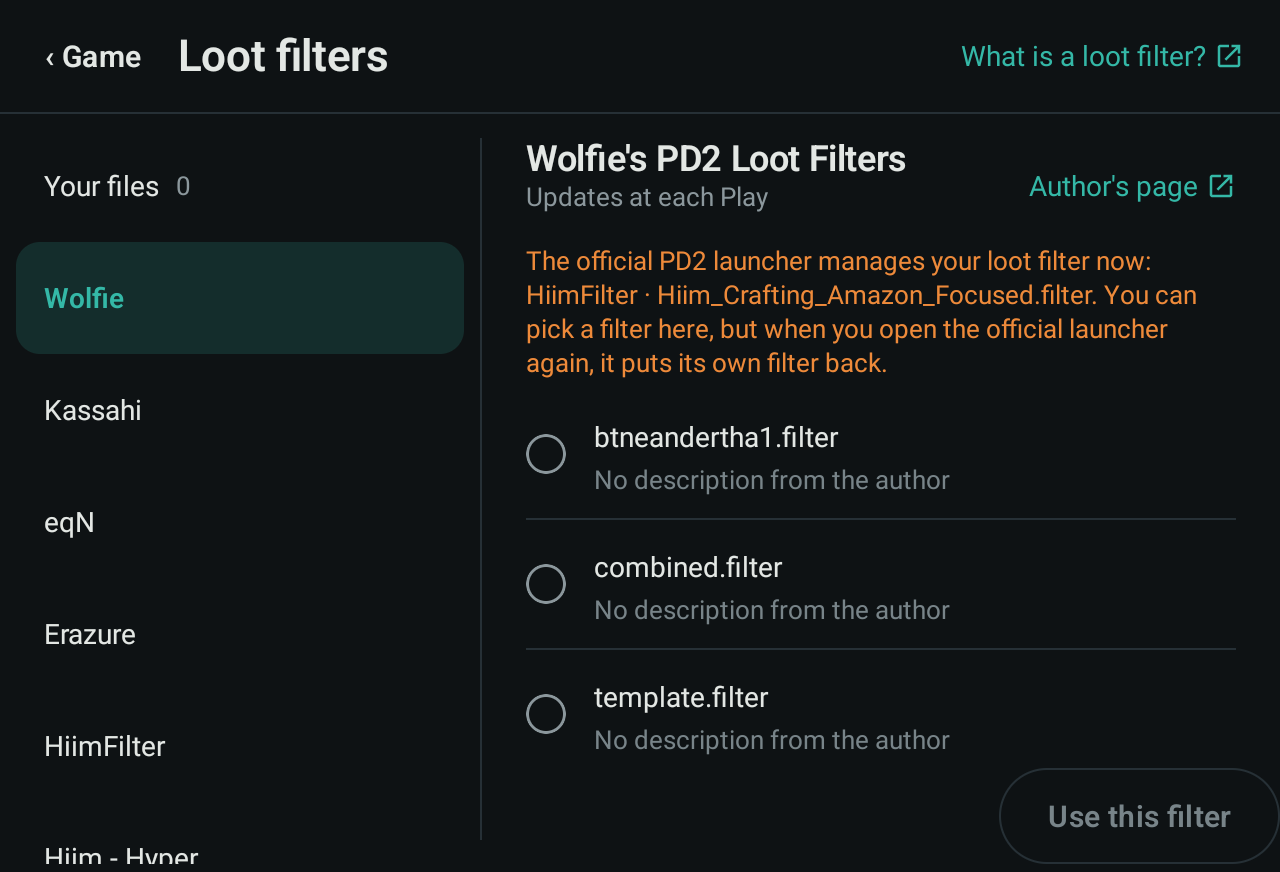 ‹ Game
Loot filters
What is a loot filter?
Your files 0
Wolfie
Kassahi
eqN
Erazure
HiimFilter
Hiim - Hyper
Wolfie's PD2 Loot Filters
Updates at each Play
Author's page
The official PD2 launcher manages your loot filter now:
HiimFilter · Hiim_Crafting_Amazon_Focused.filter. You can
pick a filter here, but when you open the official launcher
again, it puts its own filter back.
btneandertha1.filter
No description from the author
combined.filter
No description from the author
template.filter
No description from the author
Use this filter